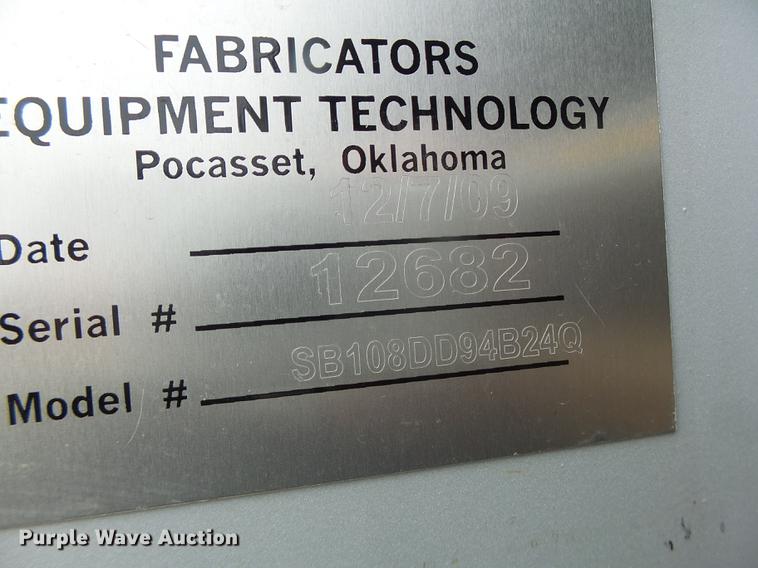 FABRICATORS
EQUIPMENT TECHNOLOGY
Pocasset, Oklahoma
Date 12/7/09
Serial # 12682
Model # SB108DD94B24Q
Purple Wave Auction